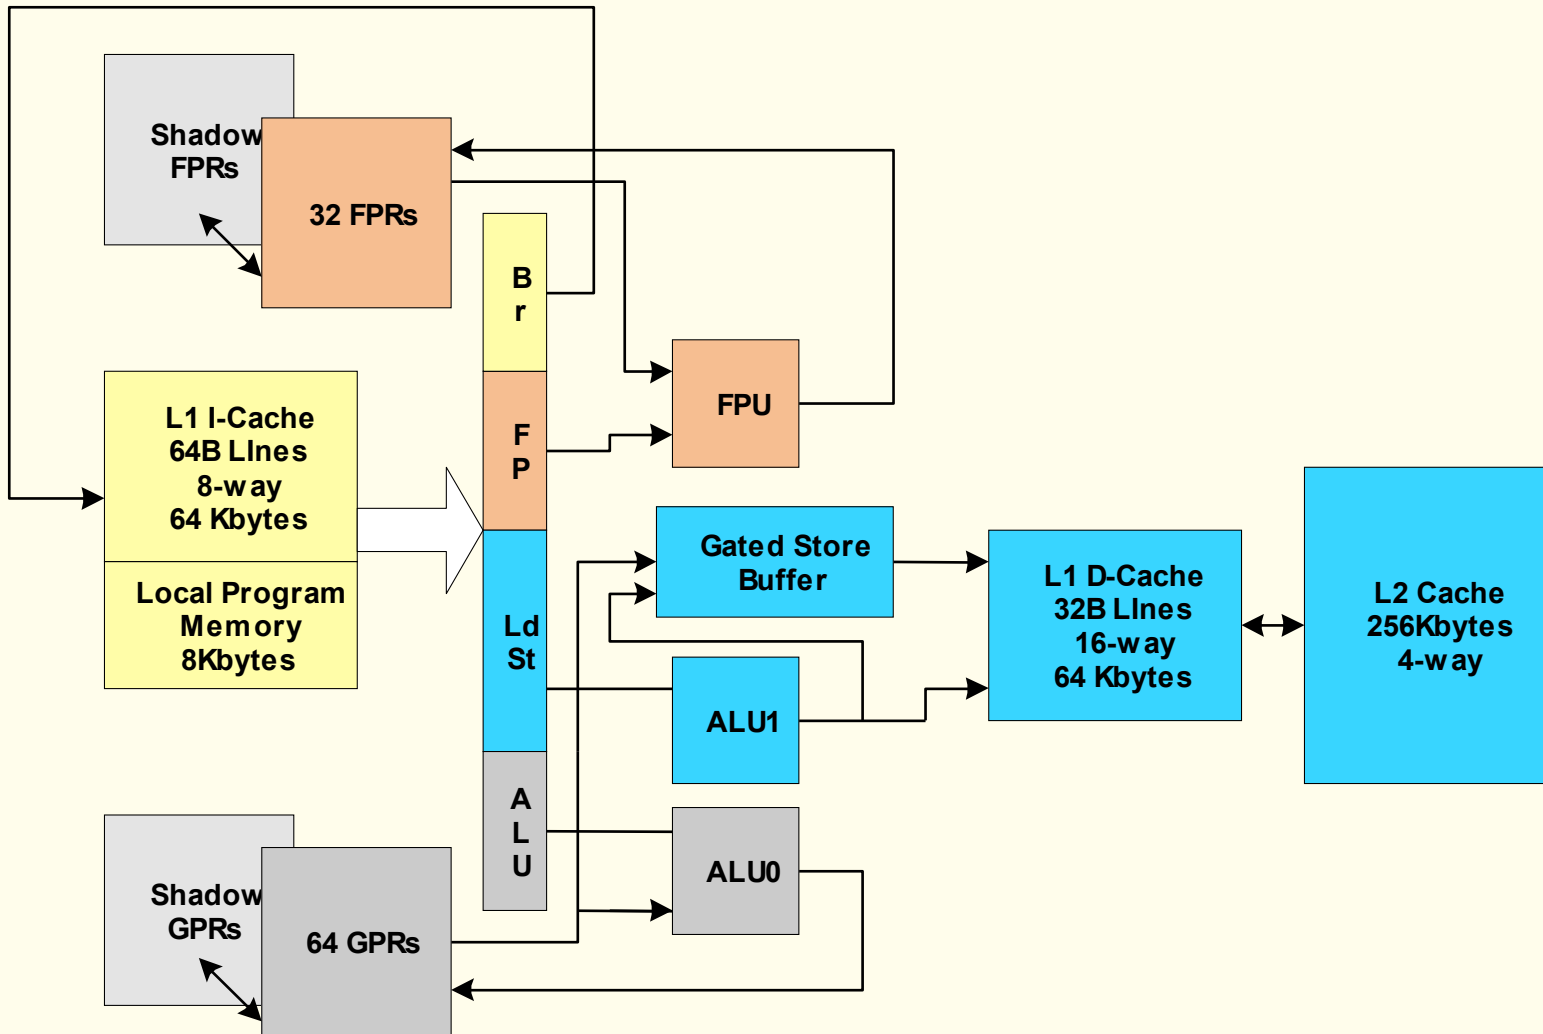 Shadow
FPRs
32 FPRs
B
r
F
P
Ld
St
A
L
U
L1 I-Cache
64B LInes
8-way
64 Kbytes
Local Program
Memory
8Kbytes
FPU
Gated Store
Buffer
ALU1
ALU0
L1 D-Cache
32B LInes
16-way
64 Kbytes
L2 Cache
256Kbytes
4-way
Shadow
GPRs
64 GPRs